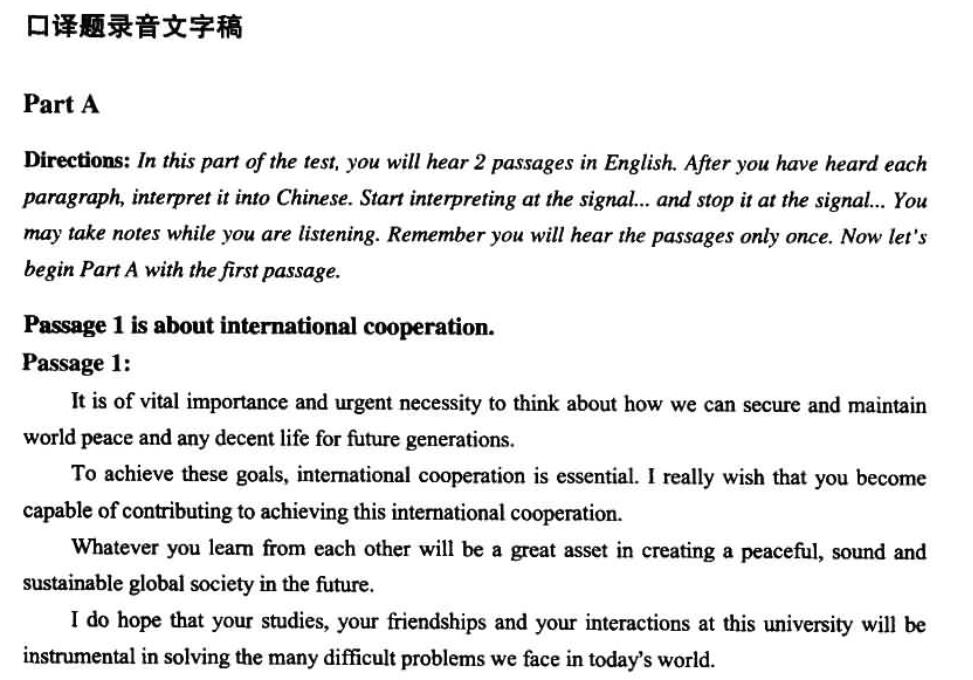 口译题录音文字稿
Part A
Directions: In this part of the test, you will hear 2 passages in English. After you have heard each
paragraph, interpret it into Chinese. Start interpreting at the signal... and stop it at the signal... You
may take notes while you are listening. Remember you will hear the passages only once. Now let's
begin Part A with the first passage.
Passage 1 is about international cooperation.
Passage 1:
It is of vital importance and urgent necessity to think about how we can secure and maintain
world peace and any decent life for future generations.
To achieve these goals, international cooperation is essential. I really wish that you become
capable of contributing to achieving this international cooperation.
Whatever you learn from each other will be a great asset in creating a peaceful, sound and
sustainable global society in the future.
I do hope that your studies, your friendships and your interactions at this university will be
instrumental in solving the many difficult problems we face in today's world.